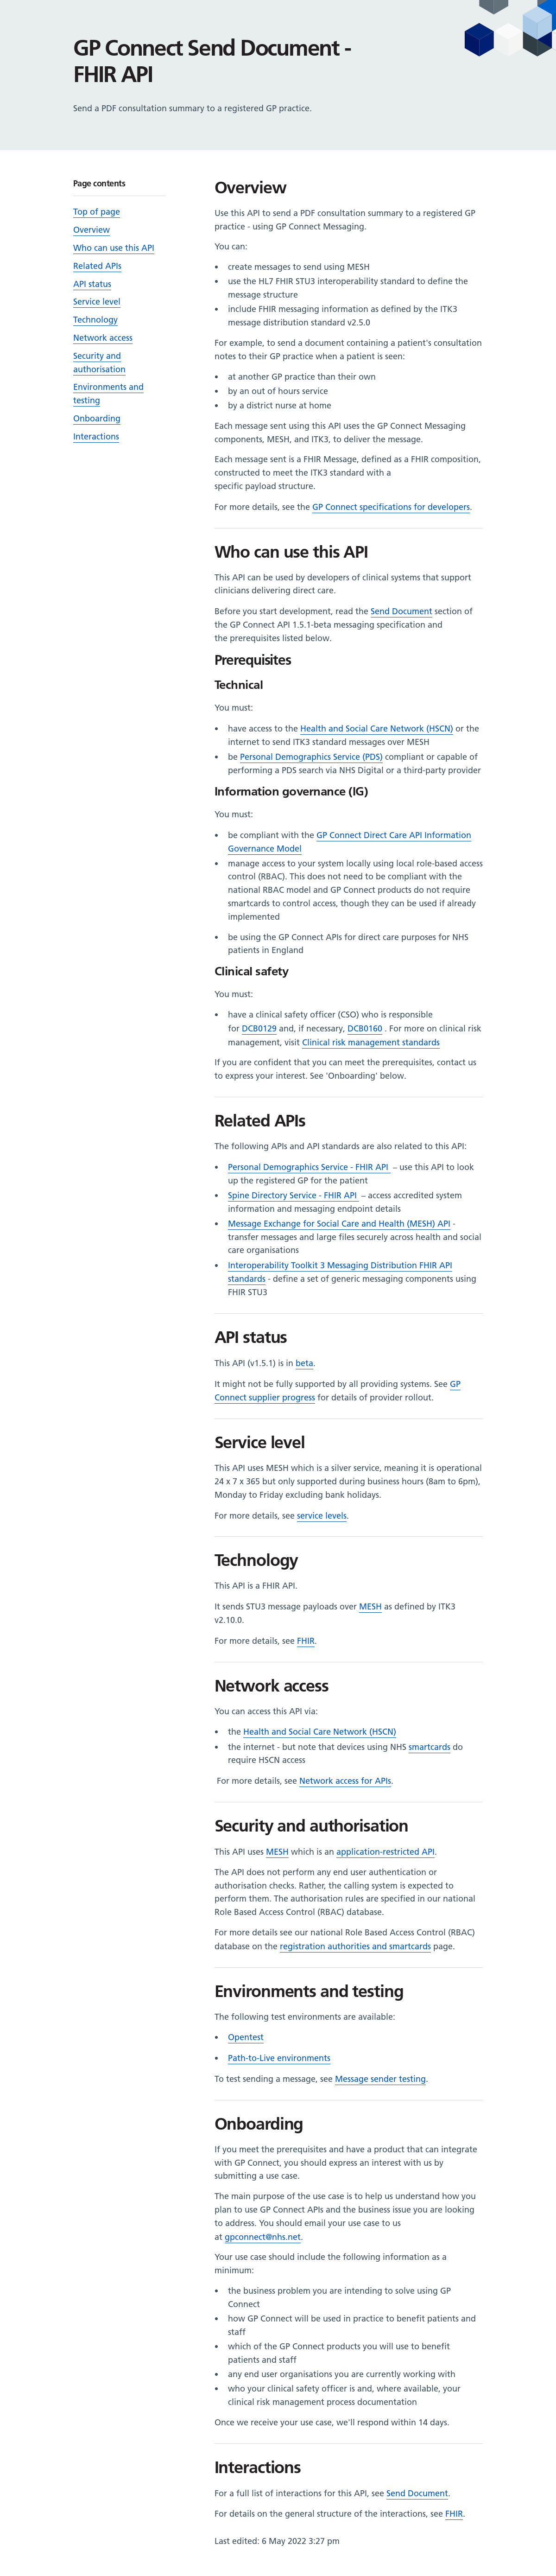 GP Connect Send Document -
FHIR API
Send a PDF consultation summary to a registered GP practice.
Page contents
Top of page
Overview
Who can use this API
Related APIs
API status
Service level
Technology
Network access
Security and
authorisation
Environments and
testing
Onboarding
Interactions
Overview
Use this API to send a PDF consultation summary to a registered GP
practice - using GP Connect Messaging.
You can:
• create messages to send using MESH
• use the HL7 FHIR STU3 interoperability standard to define the
message structure
• include FHIR messaging information as defined by the ITK3
message distribution standard v2.5.0
For example, to send a document containing a patient's consultation
notes to their GP practice when a patient is seen:
• at another GP practice than their own
• by an out of hours service
• by a district nurse at home
Each message sent using this API uses the GP Connect Messaging
components, MESH, and ITK3, to deliver the message.
Each message sent is a FHIR Message, defined as a FHIR composition,
constructed to meet the ITK3 standard with a
specific payload structure.
For more details, see the GP Connect specifications for developers.
Who can use this API
This API can be used by developers of clinical systems that support
clinicians delivering direct care.
Before you start development, read the Send Document section of
the GP Connect API 1.5.1-beta messaging specification and
the prerequisites listed below.
Prerequisites
Technical
You must:
• have access to the Health and Social Care Network (HSCN) or the
internet to send ITK3 standard messages over MESH
• be Personal Demographics Service (PDS) compliant or capable of
performing a PDS search via NHS Digital or a third-party provider
Information governance (IG)
You must:
• be compliant with the GP Connect Direct Care API Information
Governance Model
• manage access to your system locally using local role-based access
control (RBAC). This does not need to be compliant with the
national RBAC model and GP Connect products do not require
smartcards to control access, though they can be used if already
implemented
• be using the GP Connect APIs for direct care purposes for NHS
patients in England
Clinical safety
You must:
• have a clinical safety officer (CSO) who is responsible
for DCB0129 and, if necessary, DCB0160 . For more on clinical risk
management, visit Clinical risk management standards
If you are confident that you can meet the prerequisites, contact us
to express your interest. See 'Onboarding' below.
Related APIs
The following APIs and API standards are also related to this API:
• Personal Demographics Service - FHIR API – use this API to look
up the registered GP for the patient
• Spine Directory Service - FHIR API – access accredited system
information and messaging endpoint details
• Message Exchange for Social Care and Health (MESH) API -
transfer messages and large files securely across health and social
care organisations
• Interoperability Toolkit 3 Messaging Distribution FHIR API
standards - define a set of generic messaging components using
FHIR STU3
API status
This API (v1.5.1) is in beta.
It might not be fully supported by all providing systems. See GP
Connect supplier progress for details of provider rollout.
Service level
This API uses MESH which is a silver service, meaning it is operational
24 x 7 x 365 but only supported during business hours (8am to 6pm),
Monday to Friday excluding bank holidays.
For more details, see service levels.
Technology
This API is a FHIR API.
It sends STU3 message payloads over MESH as defined by ITK3
v2.10.0.
For more details, see FHIR.
Network access
You can access this API via:
• the Health and Social Care Network (HSCN)
• the internet - but note that devices using NHS smartcards do
require HSCN access
For more details, see Network access for APIs.
Security and authorisation
This API uses MESH which is an application-restricted API.
The API does not perform any end user authentication or
authorisation checks. Rather, the calling system is expected to
perform them. The authorisation rules are specified in our national
Role Based Access Control (RBAC) database.
For more details see our national Role Based Access Control (RBAC)
database on the registration authorities and smartcards page.
Environments and testing
The following test environments are available:
• Opentest
• Path-to-Live environments
To test sending a message, see Message sender testing.
Onboarding
If you meet the prerequisites and have a product that can integrate
with GP Connect, you should express an interest with us by
submitting a use case.
The main purpose of the use case is to help us understand how you
plan to use GP Connect APIs and the business issue you are looking
to address. You should email your use case to us
at gpconnect@nhs.net.
Your use case should include the following information as a
minimum:
• the business problem you are intending to solve using GP
Connect
• how GP Connect will be used in practice to benefit patients and
staff
• which of the GP Connect products you will use to benefit
patients and staff
• any end user organisations you are currently working with
• who your clinical safety officer is and, where available, your
clinical risk management process documentation
Once we receive your use case, we'll respond within 14 days.
Interactions
For a full list of interactions for this API, see Send Document.
For details on the general structure of the interactions, see FHIR.
Last edited: 6 May 2022 3:27 pm